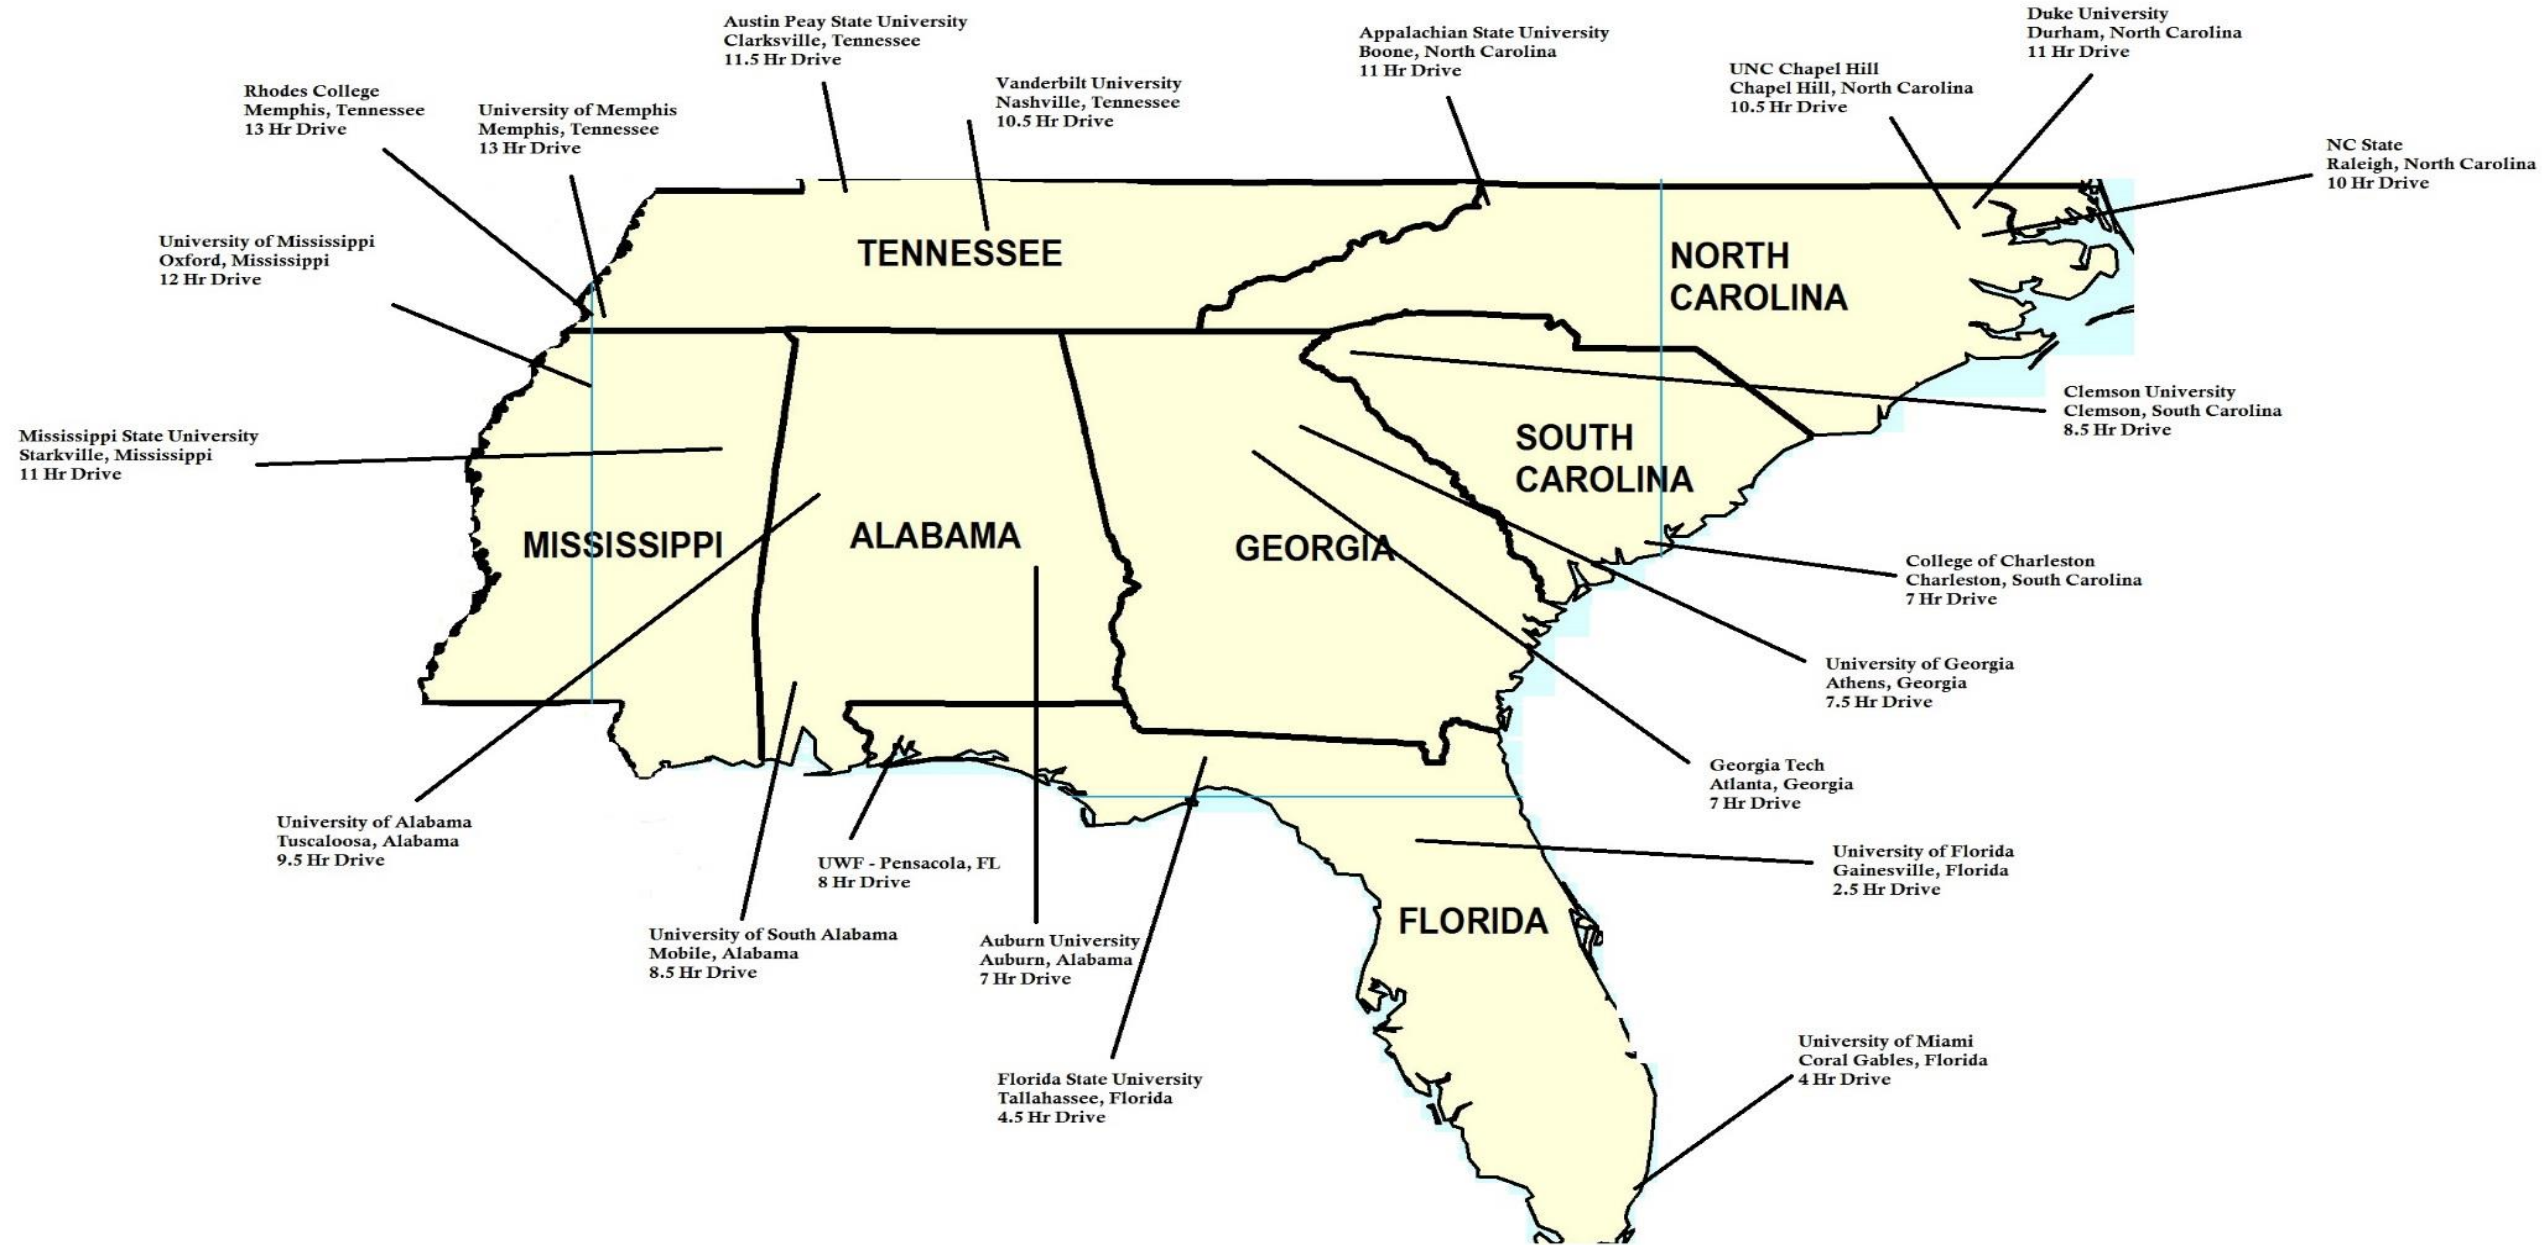 Austin Peay State University
Clarksville, Tennessee
11.5 Hr Drive
Appalachian State University
Boone, North Carolina
11 Hr Drive
Duke University
Durham, North Carolina
11 Hr Drive
Rhodes College
Memphis, Tennessee
13 Hr Drive
University of Memphis
Memphis, Tennessee
13 Hr Drive
Vanderbilt University
Nashville, Tennessee
10.5 Hr Drive
UNC Chapel Hill
Chapel Hill, North Carolina
10.5 Hr Drive
NC State
Raleigh, North Carolina
10 Hr Drive
University of Mississippi
Oxford, Mississippi
12 Hr Drive
TENNESSEE
NORTH
CAROLINA
Mississippi State University
Starkville, Mississippi
11 Hr Drive
Clemson University
Clemson, South Carolina
8.5 Hr Drive
SOUTH
CAROLINA
MISSISSIPPI
ALABAMA
GEORGIA
College of Charleston
Charleston, South Carolina
7 Hr Drive
University of Georgia
Athens, Georgia
7.5 Hr Drive
Georgia Tech
Atlanta, Georgia
7 Hr Drive
University of Alabama
Tuscaloosa, Alabama
9.5 Hr Drive
UWF - Pensacola, FL
8 Hr Drive
University of Florida
Gainesville, Florida
2.5 Hr Drive
FLORIDA
University of South Alabama
Mobile, Alabama
8.5 Hr Drive
Auburn University
Auburn, Alabama
7 Hr Drive
Florida State University
Tallahassee, Florida
4.5 Hr Drive
University of Miami
Coral Gables, Florida
4 Hr Drive